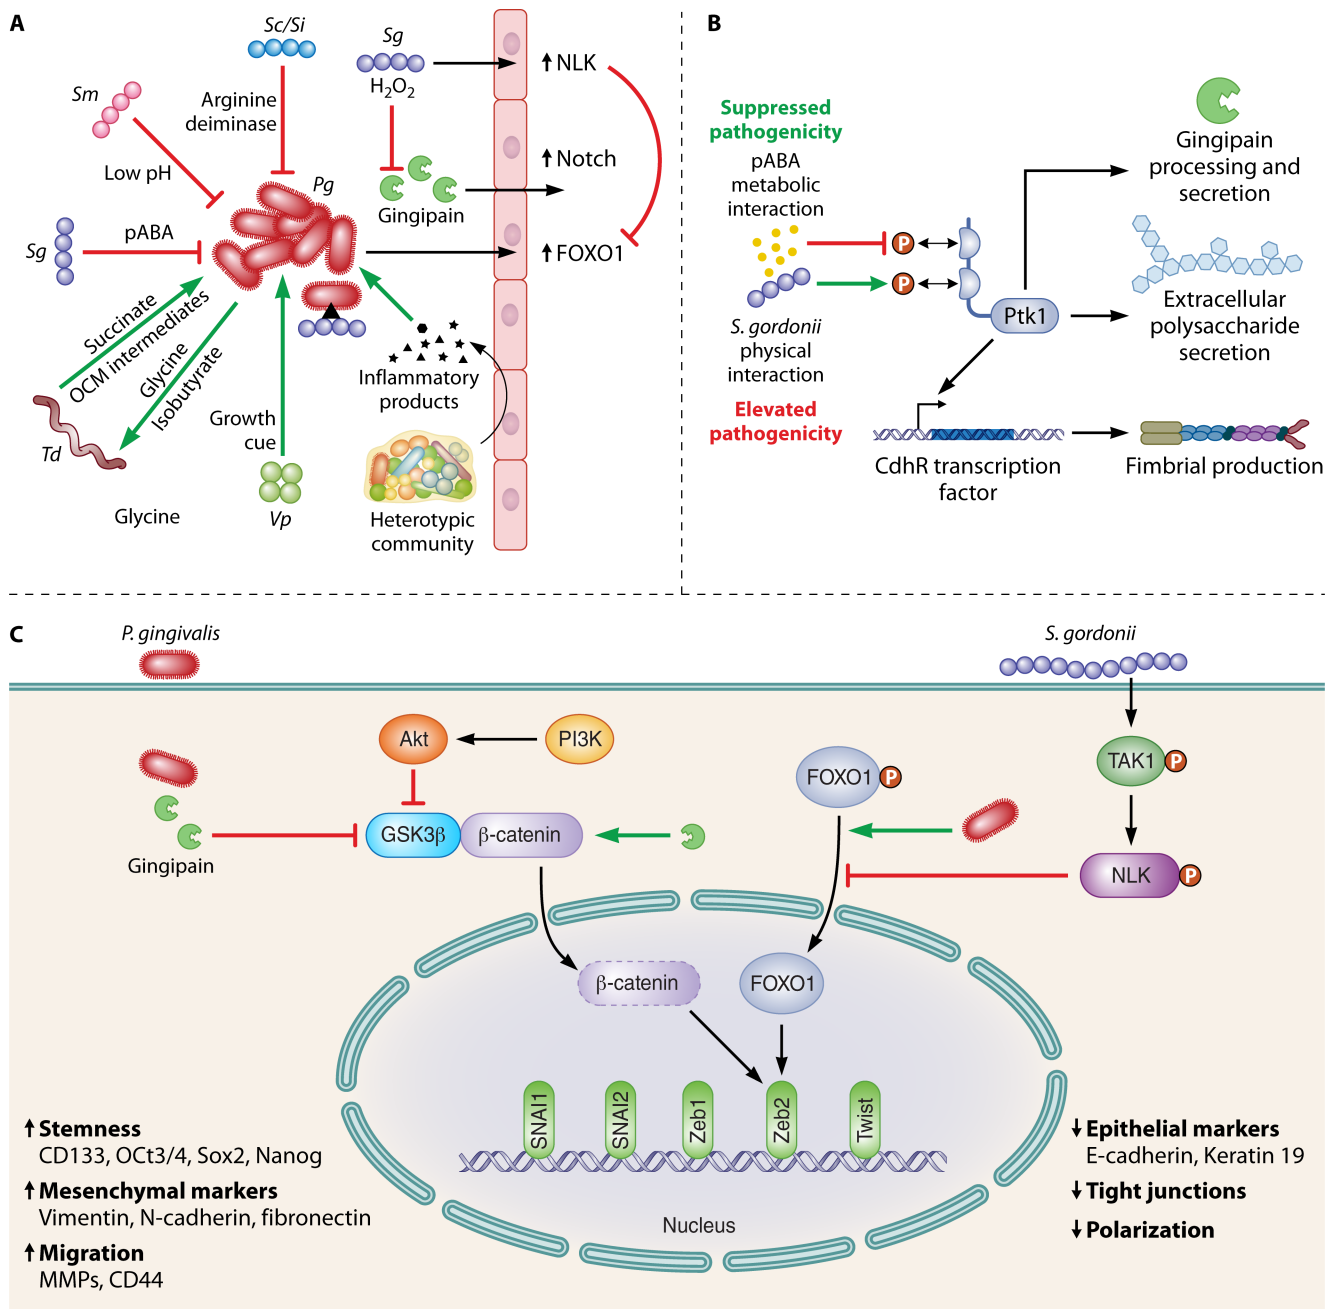 A
Sc/Si
Sg
Sm
H₂O₂
Arginine
deiminase
Low pH
Pg
Gingipain
Sg
pABA
Succinate
OCM intermediates
Glycine
Isobutyrate
Td
Growth
cue
Glycine
Vp
Inflammatory
products
Heterotypic
community
NLK
Notch
FOXO1
B
Suppressed
pathogenicity
pABA
metabolic
interaction
P
P
S. gordonii
physical
interaction
Elevated
pathogenicity
Ptk1
Gingipain
processing and
secretion
Extracellular
polysaccharide
secretion
CdhR transcription
factor
Fimbrial production
C
P. gingivalis
S. gordonii
Akt
PI3K
FOXO1
P
TAK1
P
GSK3β
β-catenin
Gingipain
NLK
P
β-catenin
FOXO1
SNAI1
SNAI2
Zeb1
Zeb2
Twist
Nucleus
Stemness
CD133, OCt3/4, Sox2, Nanog
Mesenchymal markers
Vimentin, N-cadherin, fibronectin
Migration
MMPs, CD44
Epithelial markers
E-cadherin, Keratin 19
Tight junctions
Polarization